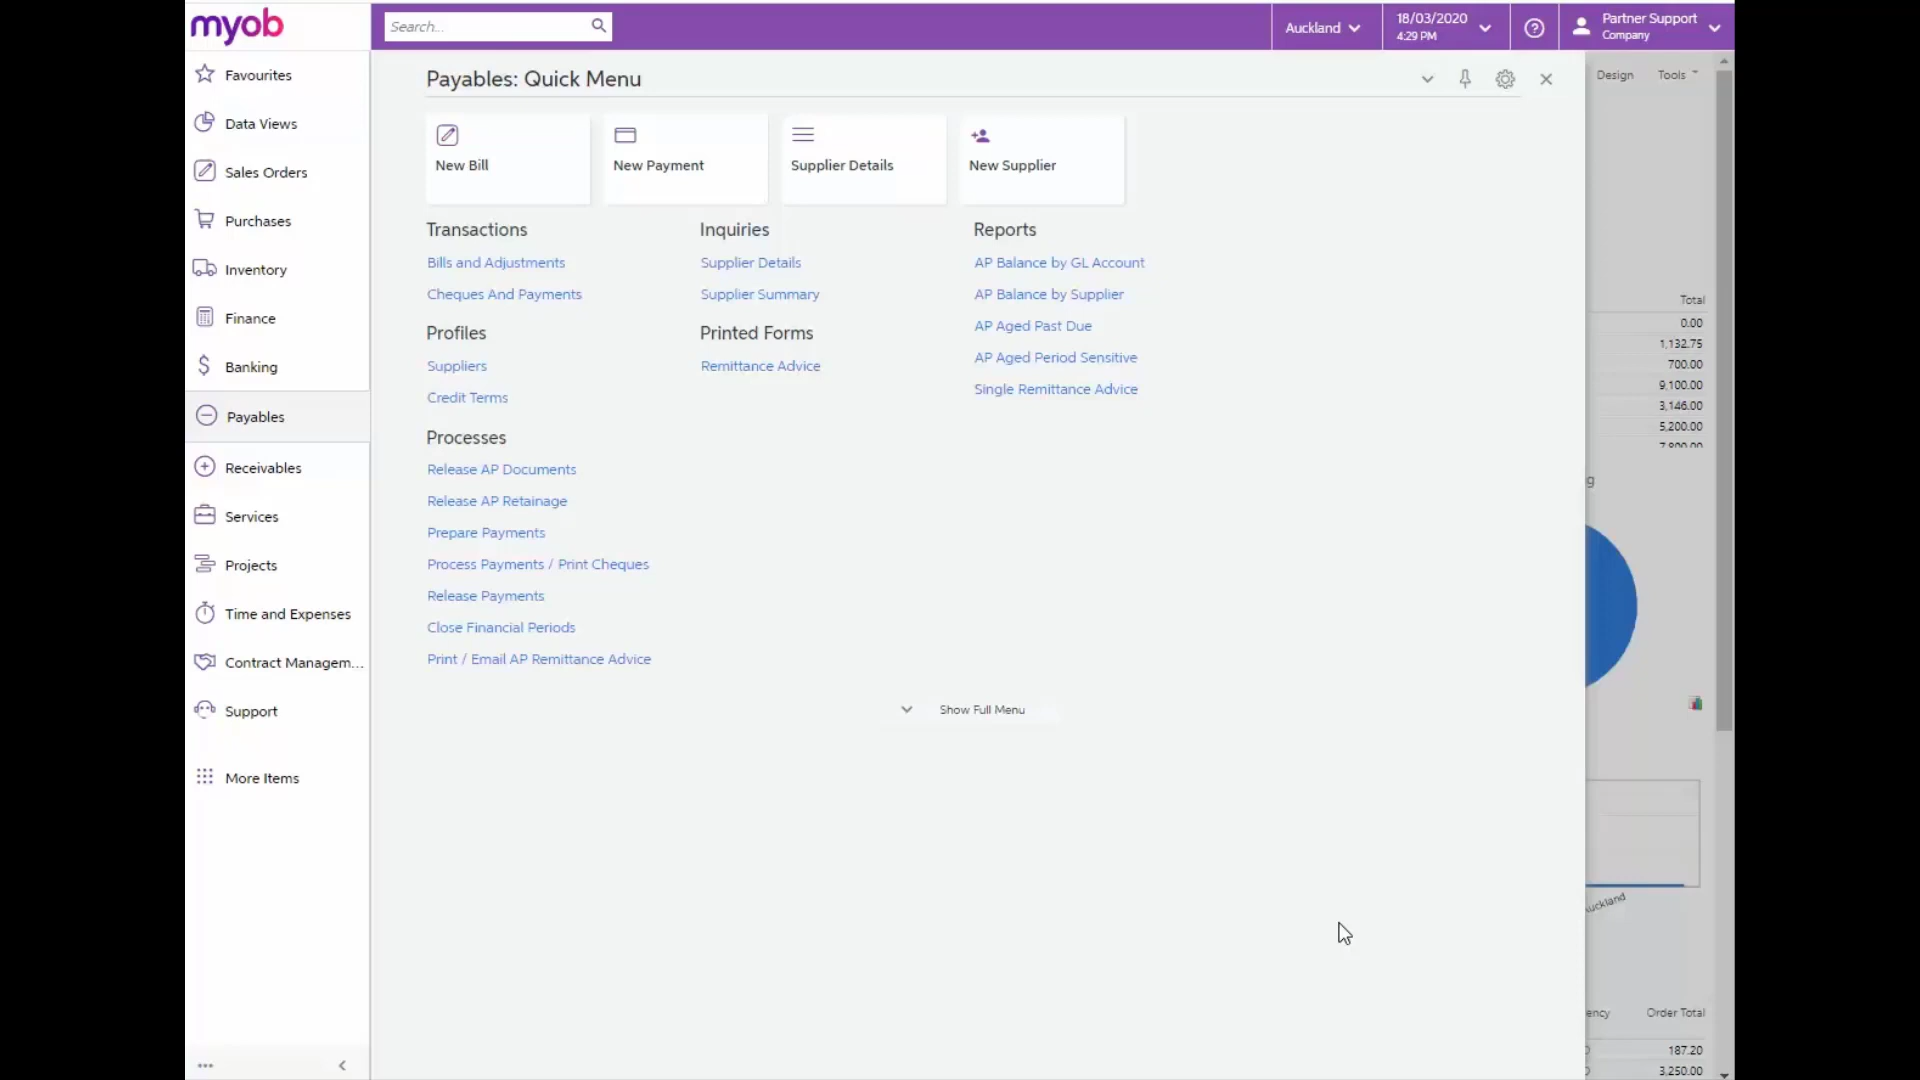 myob
Search...
Auckland
18/03/2020
4:29 PM
Partner Support
Company
Favourites
Data Views
Sales Orders
Purchases
Inventory
Finance
Banking
Payables
Receivables
Services
Projects
Time and Expenses
Contract Managem...
Support
More Items
Payables: Quick Menu
New Bill
New Payment
Supplier Details
New Supplier
Transactions
Bills and Adjustments
Cheques And Payments
Profiles
Suppliers
Credit Terms
Processes
Release AP Documents
Release AP Retainage
Prepare Payments
Process Payments / Print Cheques
Release Payments
Close Financial Periods
Print / Email AP Remittance Advice
Inquiries
Supplier Details
Supplier Summary
Printed Forms
Remittance Advice
Reports
AP Balance by GL Account
AP Balance by Supplier
AP Aged Past Due
AP Aged Period Sensitive
Single Remittance Advice
Show Full Menu
Design
Tools
Total
0.00
1,132.75
700.00
9,100.00
3,146.00
5,200.00
7,800.00
g
uckland
ency
Order Total
187.20
3,250.00